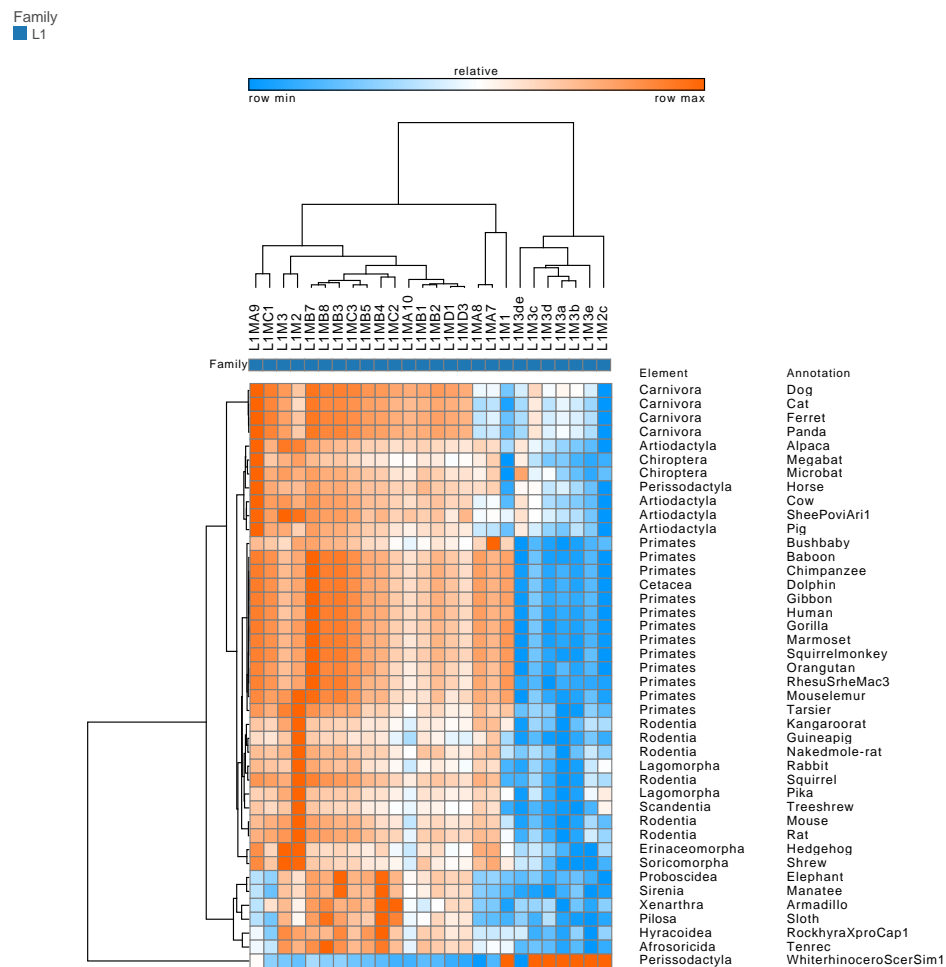 Family
L1
relative
row min row max
L1MA9 L1MC1 L1M3 L1M2 L1MB7 L1MB8 L1MB3 L1MC3 L1MB5 L1MB4 L1MC2 L1MA10 L1MB1 L1MB2 L1MD1 L1MD3 L1MA8 L1MA7 L1M1 L1M3de L1M3c L1M3d L1M3a L1M3b L1M3e L1M2c
Family
Element Annotation
Carnivora Dog
Carnivora Cat
Carnivora Ferret
Carnivora Panda
Artiodactyla Alpaca
Chiroptera Megabat
Chiroptera Microbat
Perissodactyla Horse
Artiodactyla Cow
Artiodactyla SheePoviAri1
Artiodactyla Pig
Primates Bushbaby
Primates Baboon
Primates Chimpanzee
Cetacea Dolphin
Primates Gibbon
Primates Human
Primates Gorilla
Primates Marmoset
Primates Squirrelmonkey
Primates Orangutan
Primates RhesuSrheMac3
Primates Mouselemur
Primates Tarsier
Rodentia Kangaroorat
Rodentia Guineapig
Rodentia Nakedmole-rat
Lagomorpha Rabbit
Rodentia Squirrel
Lagomorpha Pika
Scandentia Treeshrew
Rodentia Mouse
Rodentia Rat
Erinaceomorpha Hedgehog
Soricomorpha Shrew
Proboscidea Elephant
Sirenia Manatee
Xenarthra Armadillo
Pilosa Sloth
Hyracoidea RockhyraXproCap1
Afrosoricida Tenrec
Perissodactyla WhiterhinoceroScerSim1